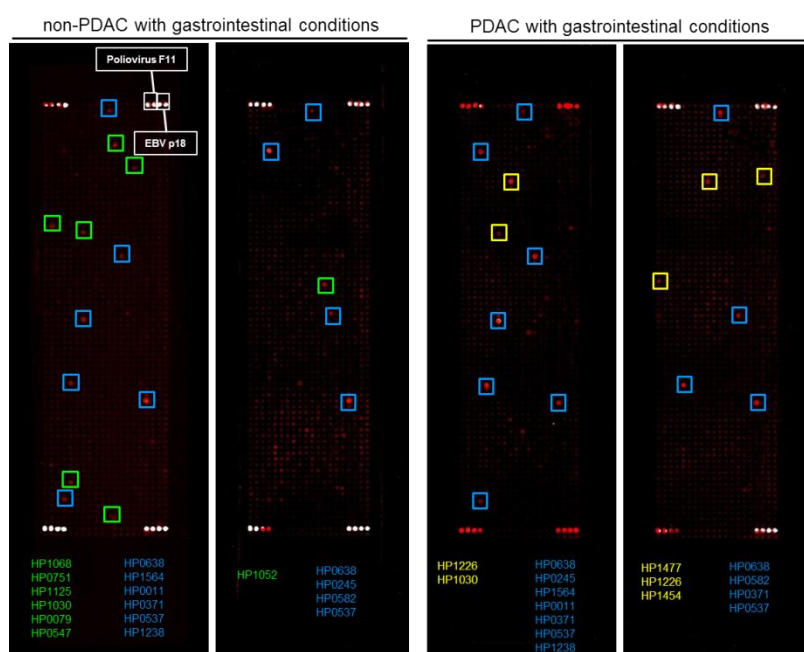 non-PDAC with gastrointestinal conditions
PDAC with gastrointestinal conditions
Poliovirus F11
EBV p18
HP1068
HP0751
HP1125
HP1030
HP0079
HP0547
HP0638
HP1564
HP0011
HP0371
HP0537
HP1238
HP1052
HP0638
HP0245
HP0582
HP0537
HP1226
HP1030
HP0638
HP0245
HP1564
HP0011
HP0371
HP0537
HP1238
HP1477
HP1226
HP1454
HP0638
HP0582
HP0371
HP0537